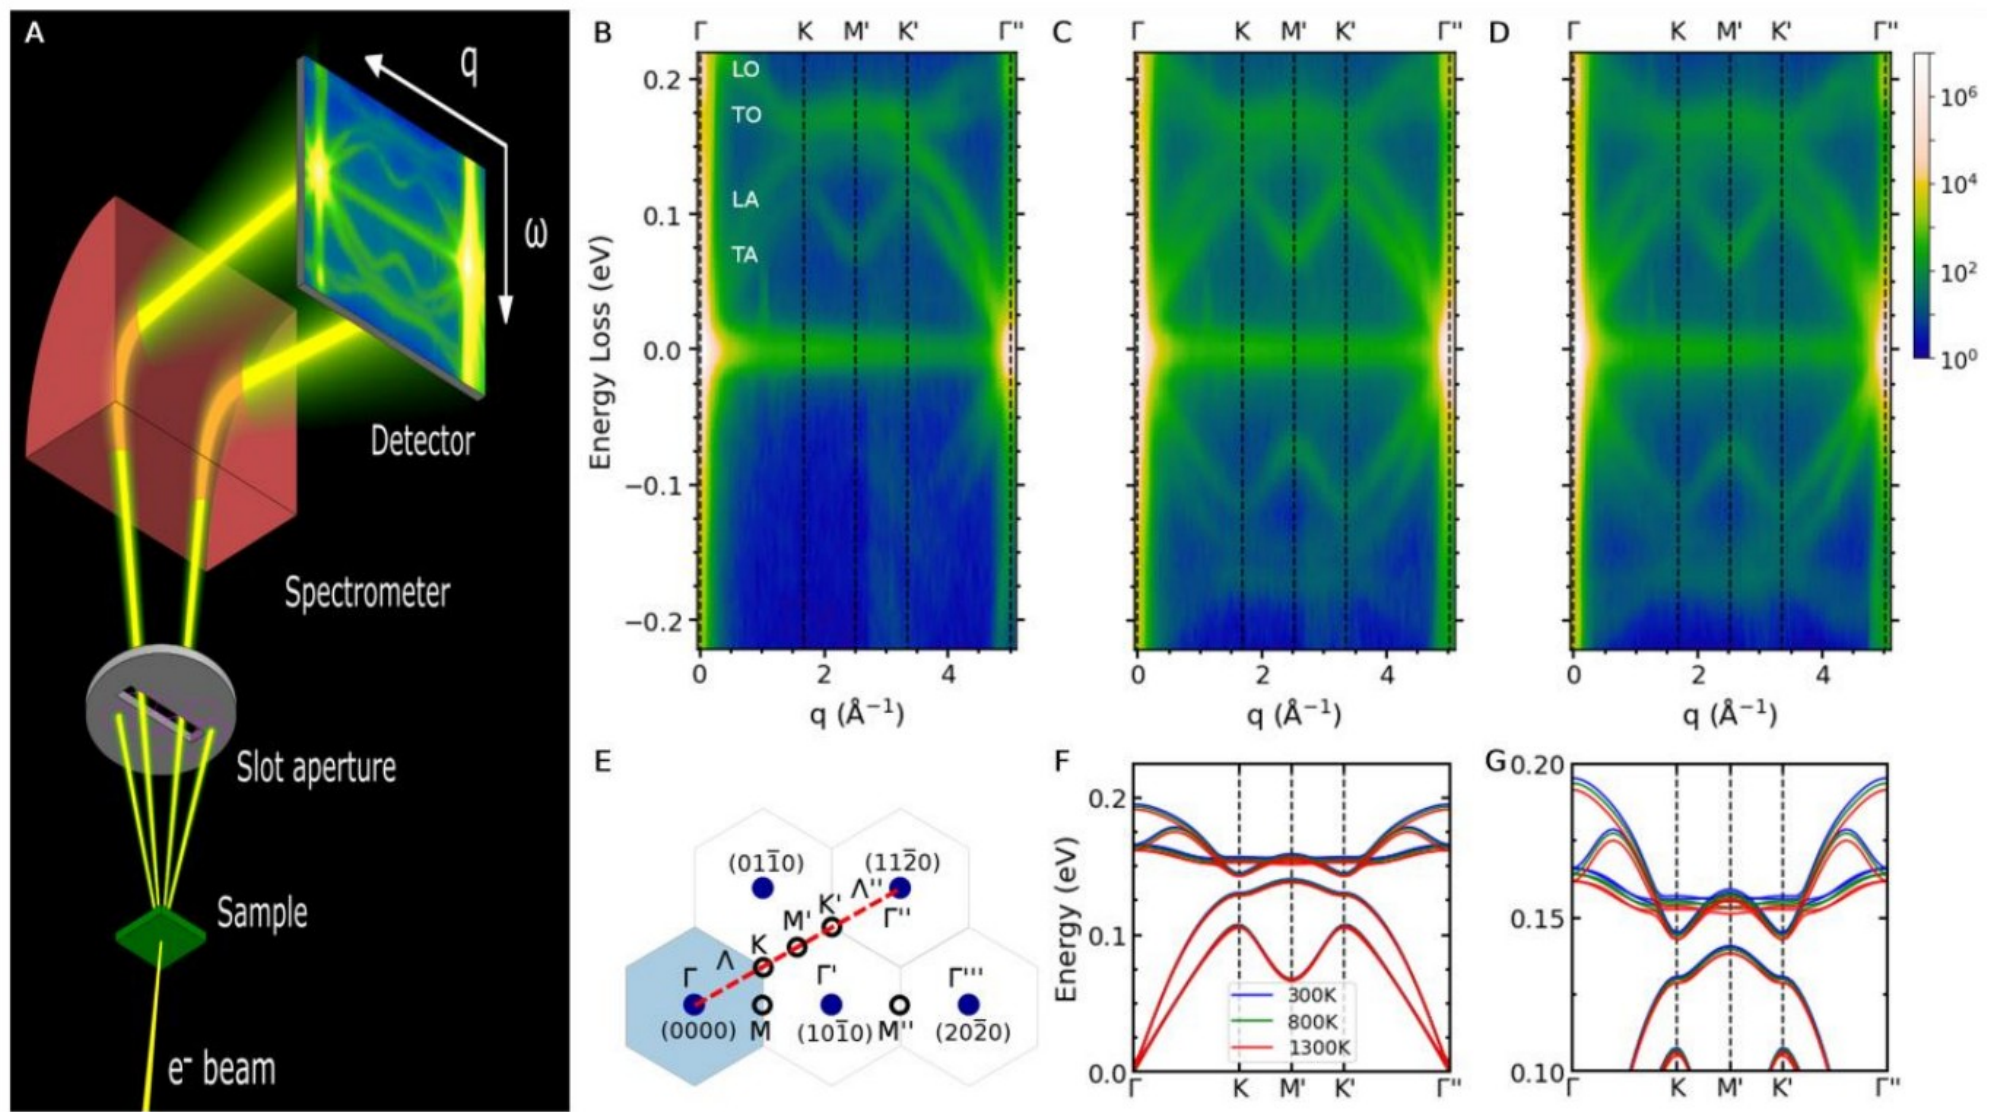 A
q
ω
Detector
Spectrometer
Slot aperture
Sample
e⁻ beam
B
Γ K M' K' Γ''
LO
TO
LA
TA
Energy Loss (eV)
0.2
0.1
0.0
−0.1
−0.2
0 2 4
q (Å⁻¹)
C
Γ K M' K' Γ''
0 2 4
q (Å⁻¹)
D
Γ K M' K' Γ''
0 2 4
q (Å⁻¹)
10⁶
10⁴
10²
10⁰
E
(011̅0) (112̅0)
Λ''
K'
M' Γ''
K
Λ
Γ Γ' Γ'''
(0000) M (101̅0) M'' (202̅0)
F
Energy (eV)
0.2
0.1
0.0
300K
800K
1300K
Γ K M' K' Γ''
G
0.20
0.15
0.10
Γ K M' K' Γ''